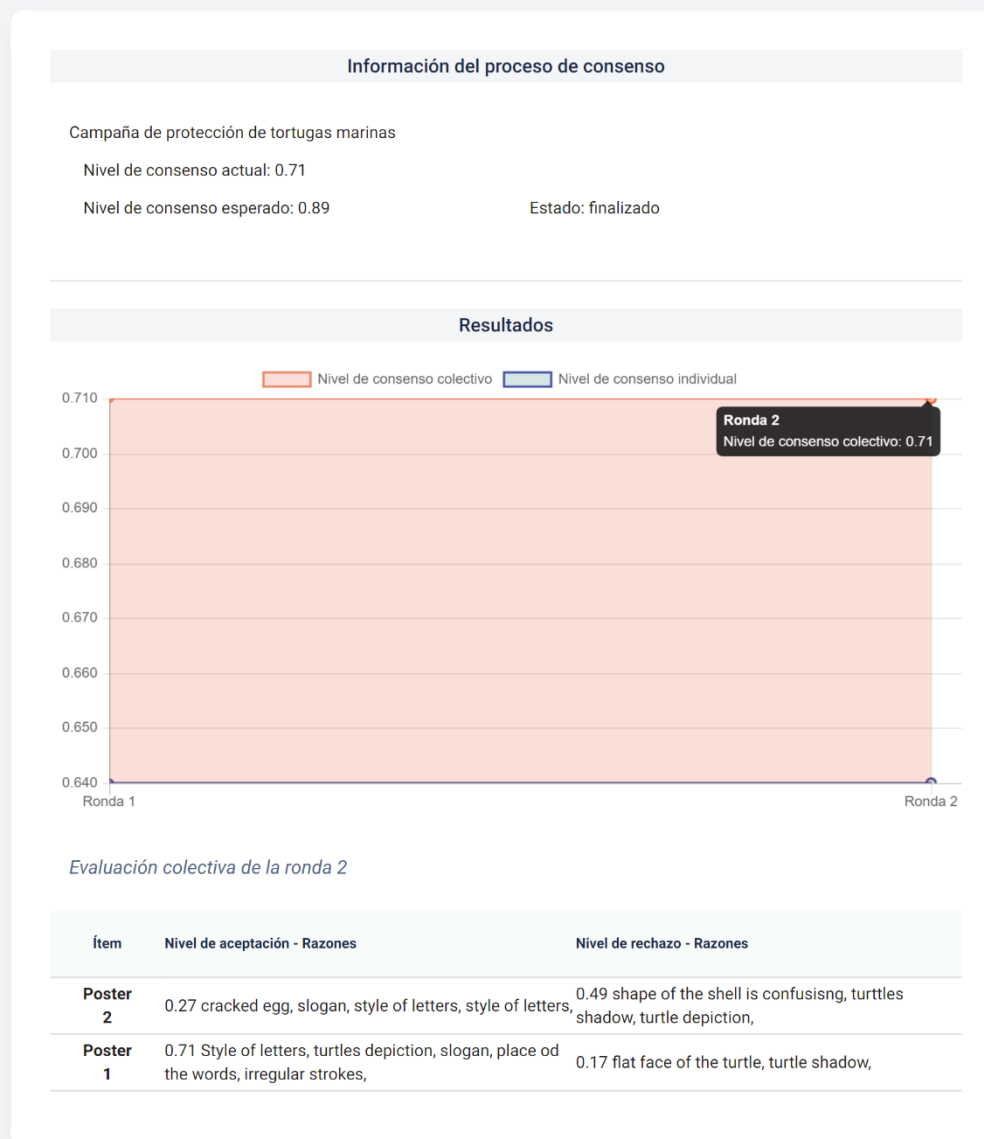 Información del proceso de consenso
Campaña de protección de tortugas marinas
Nivel de consenso actual: 0.71
Nivel de consenso esperado: 0.89
Estado: finalizado
Resultados
Nivel de consenso colectivo
Nivel de consenso individual
0.710
Ronda 2
Nivel de consenso colectivo: 0.71
0.700
0.690
0.680
0.670
0.660
0.650
0.640
Ronda 1
Ronda 2
Evaluación colectiva de la ronda 2
Ítem
Nivel de aceptación - Razones
Nivel de rechazo - Razones
Poster
2
0.27 cracked egg, slogan, style of letters, style of letters,
0.49 shape of the shell is confusisng, turttles
shadow, turtle depiction,
Poster
1
0.71 Style of letters, turtles depiction, slogan, place od
the words, irregular strokes,
0.17 flat face of the turtle, turtle shadow,